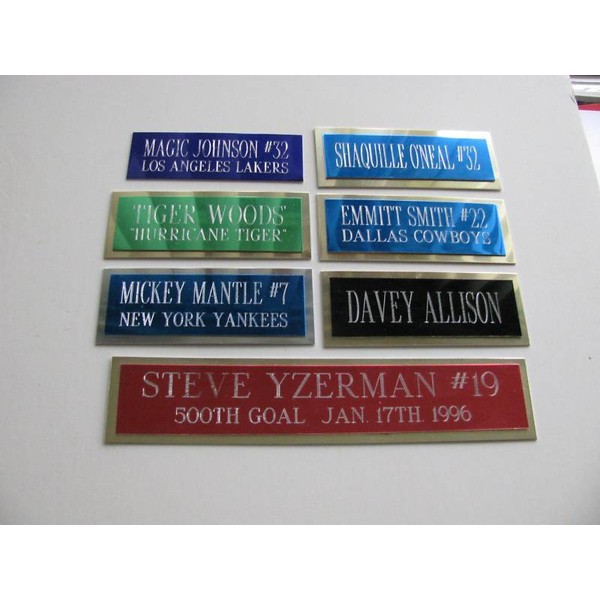 MAGIC JOHNSON #32
LOS ANGELES LAKERS
SHAQUILLE O'NEAL #32
TIGER WOODS
"HURRICANE TIGER"
EMMITT SMITH #22
DALLAS COWBOYS
MICKEY MANTLE #7
NEW YORK YANKEES
DAVEY ALLISON
STEVE YZERMAN #19
500TH GOAL JAN. 17TH. 1996